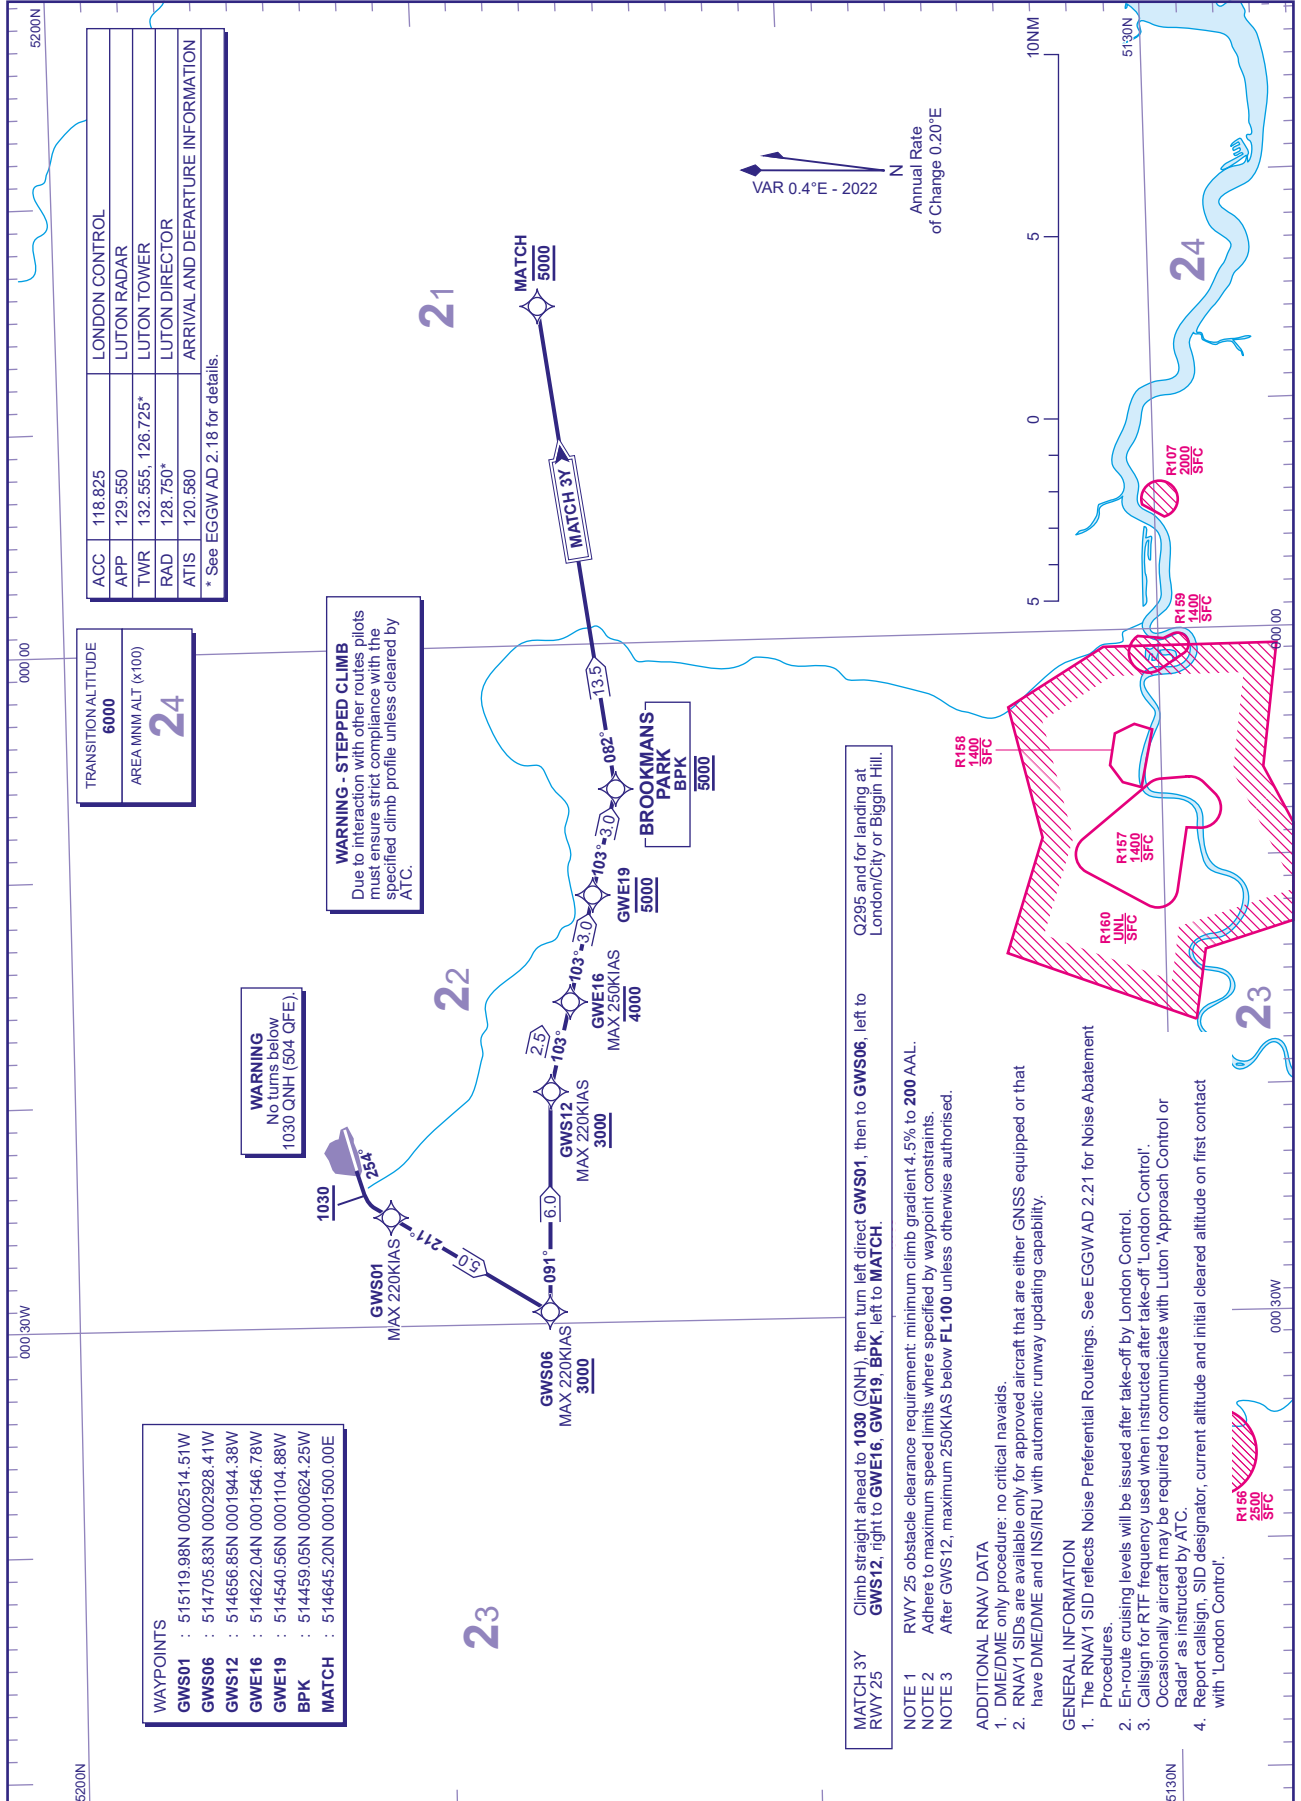 5200N
000 30W
000 00
5200N
WAYPOINTS
GWS01 : 515119.98N 0002514.51W
GWS06 : 514705.83N 0002928.41W
GWS12 : 514656.85N 0001944.38W
GWE16 : 514622.04N 0001546.78W
GWE19 : 514540.56N 0001104.88W
BPK : 514459.05N 0000624.25W
MATCH : 514645.20N 0001500.00E
TRANSITION ALTITUDE
6000
AREA MNM ALT (x100)
24
ACC 118.825 LONDON CONTROL
APP 129.550 LUTON RADAR
TWR 132.555, 126.725* LUTON TOWER
RAD 128.750* LUTON DIRECTOR
ATIS 120.580 ARRIVAL AND DEPARTURE INFORMATION
* See EGGW AD 2.18 for details.
WARNING
No turns below
1030 QNH (504 QFE).
WARNING - STEPPED CLIMB
Due to interaction with other routes pilots
must ensure strict compliance with the
specified climb profile unless cleared by
ATC.
1030
254°
GWS01
MAX 220KIAS
211°
5.0
GWS06
MAX 220KIAS
3000
091°
6.0
GWS12
MAX 220KIAS
3000
103°
2.5
GWE16
MAX 250KIAS
4000
103°
3.0
GWE19
5000
103°
3.0
BROOKMANS
PARK
BPK
5000
082°
13.5
MATCH 3Y
MATCH
5000
23
22
21
VAR 0.4°E - 2022
N
Annual Rate
of Change 0.20°E
5
0
5
10NM
MATCH 3Y
RWY 25
Climb straight ahead to 1030 (QNH), then turn left direct GWS01, then to GWS06, left to
GWS12, right to GWE16, GWE19, BPK, left to MATCH.
Q295 and for landing at
London/City or Biggin Hill.
NOTE 1 RWY 25 obstacle clearance requirement: minimum climb gradient 4.5% to 200 AAL.
NOTE 2 Adhere to maximum speed limits where specified by waypoint constraints.
NOTE 3 After GWS12, maximum 250KIAS below FL100 unless otherwise authorised.
ADDITIONAL RNAV DATA
1. DME/DME only procedure: no critical navaids.
2. RNAV1 SIDs are available only for approved aircraft that are either GNSS equipped or that
have DME/DME and INS/IRU with automatic runway updating capability.
GENERAL INFORMATION
1. The RNAV1 SID reflects Noise Preferential Routeings. See EGGW AD 2.21 for Noise Abatement
Procedures.
2. En-route cruising levels will be issued after take-off by London Control.
3. Callsign for RTF frequency used when instructed after take-off 'London Control'.
Occasionally aircraft may be required to communicate with Luton 'Approach Control or
Radar' as instructed by ATC.
4. Report callsign, SID designator, current altitude and initial cleared altitude on first contact
with 'London Control'.
R158
1400
SFC
R157
1400
SFC
R160
UNL
SFC
R159
1400
SFC
R107
2000
SFC
R156
2500
SFC
23
24
5130N
000 30W
000 00
5130N